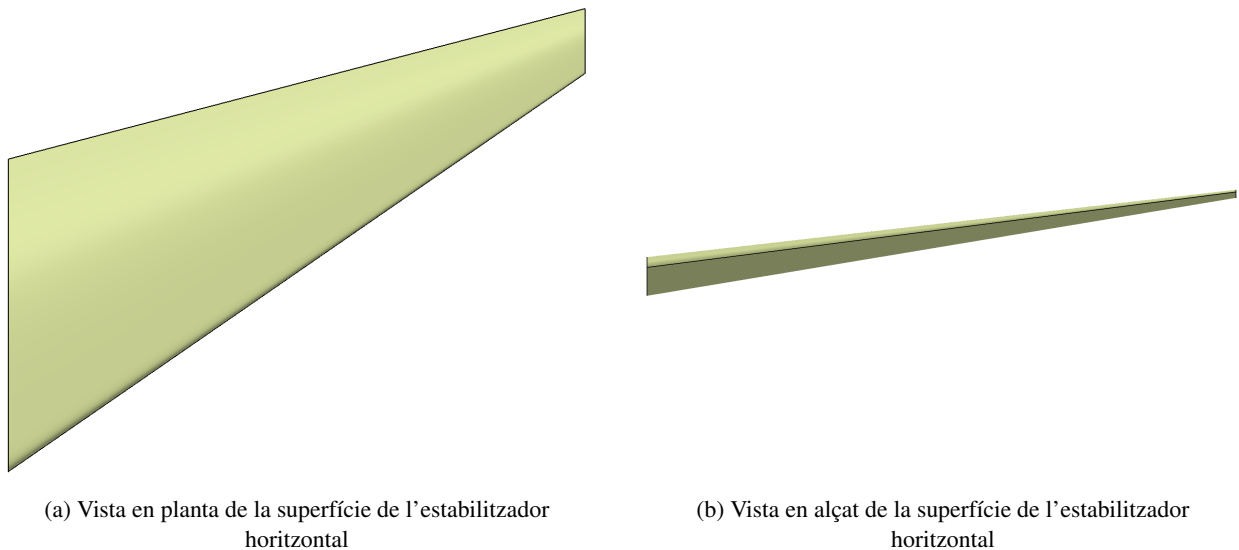 (a) Vista en planta de la superfície de l'estabilitzador
horitzontal
(b) Vista en alçat de la superfície de l'estabilitzador
horitzontal